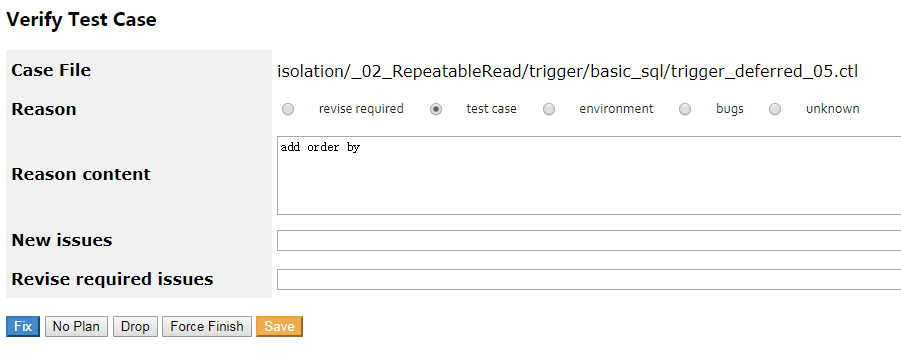 Verify Test Case
Case File
isolation/_02_RepeatableRead/trigger/basic_sql/trigger_deferred_05.ctl
Reason
revise required test case environment bugs unknown
Reason content
add order by
New issues
Revise required issues
Fix No Plan Drop Force Finish Save